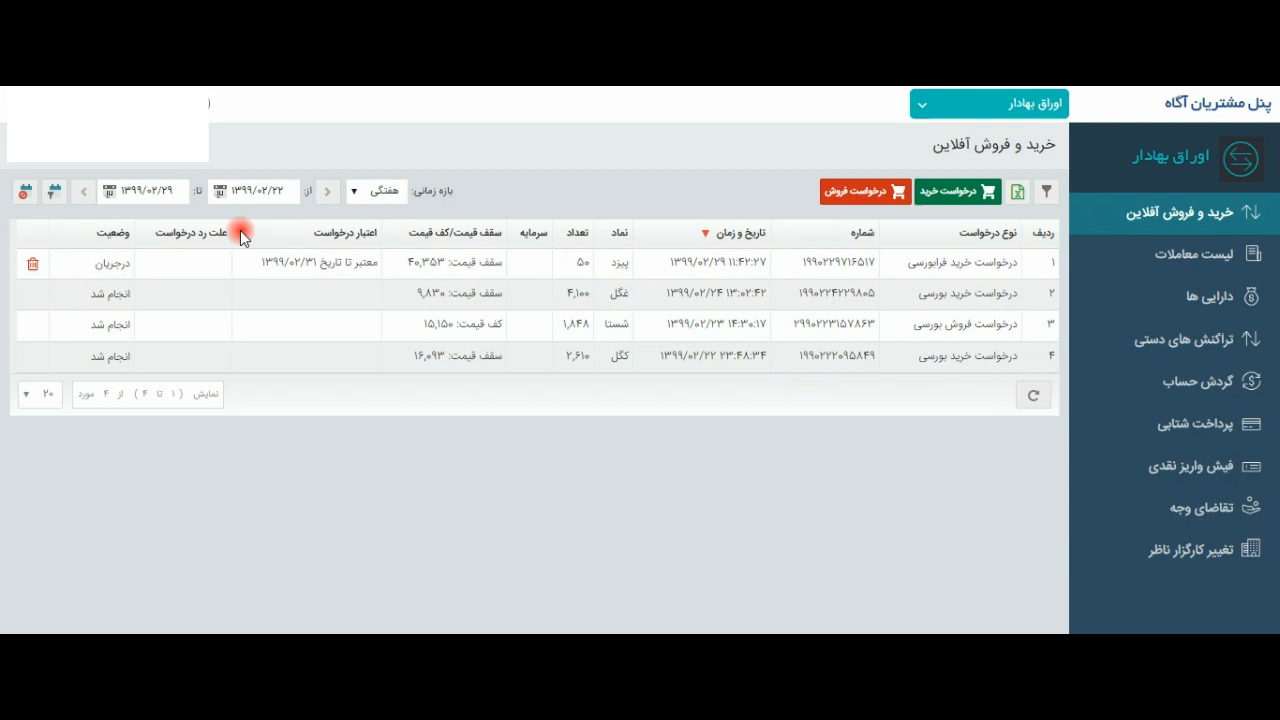 پنل مشتریان آگاه
اوراق بهادار
اوراق بهادار
خرید و فروش آفلاین
لیست معاملات
دارایی ها
تراکنش های دستی
گردش حساب
پرداخت شتابی
فیش واریز نقدی
تقاضای وجه
تغییر کارگزار ناظر
خرید و فروش آفلاین
درخواست خرید درخواست فروش بازه زمانی: هفتگی از: ۱۳۹۹/۰۲/۲۲ تا: ۱۳۹۹/۰۲/۲۹
ردیف نوع درخواست شماره تاریخ و زمان نماد تعداد سرمایه سقف قیمت/کف قیمت اعتبار درخواست علت رد درخواست وضعیت
۱ درخواست خرید فرابورسی ۱۹۹۰۲۲۹۷۱۶۵۱۷ ۱۳۹۹/۰۲/۲۹ ۱۱:۴۲:۲۷ پیزد ۵۰ سقف قیمت: ۴۰,۳۵۳ معتبر تا تاریخ ۱۳۹۹/۰۲/۳۱ درجریان
۲ درخواست خرید بورسی ۱۹۹۰۲۲۴۲۲۹۸۰۵ ۱۳۹۹/۰۲/۲۴ ۱۳:۰۲:۴۲ غگل ۴,۱۰۰ سقف قیمت: ۹,۸۳۰ انجام شد
۳ درخواست فروش بورسی ۲۹۹۰۲۲۳۱۵۷۸۶۳ ۱۳۹۹/۰۲/۲۳ ۱۴:۳۰:۱۷ شستا ۱,۸۴۸ کف قیمت: ۱۵,۱۵۰ انجام شد
۴ درخواست خرید بورسی ۱۹۹۰۲۲۲۰۹۵۸۴۹ ۱۳۹۹/۰۲/۲۲ ۲۳:۴۸:۳۴ کگل ۲,۶۱۰ سقف قیمت: ۱۶,۰۹۳ انجام شد
نمایش ( ۱ تا ۴ ) از ۴ مورد ۲۰